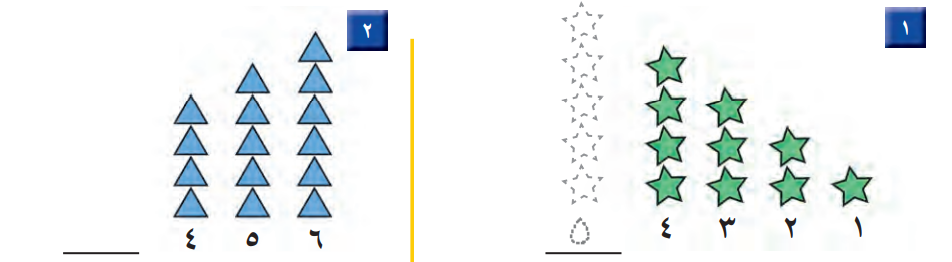 ١
١ ٢ ٣ ٤ ٥
٢
٦ ٥ ٤